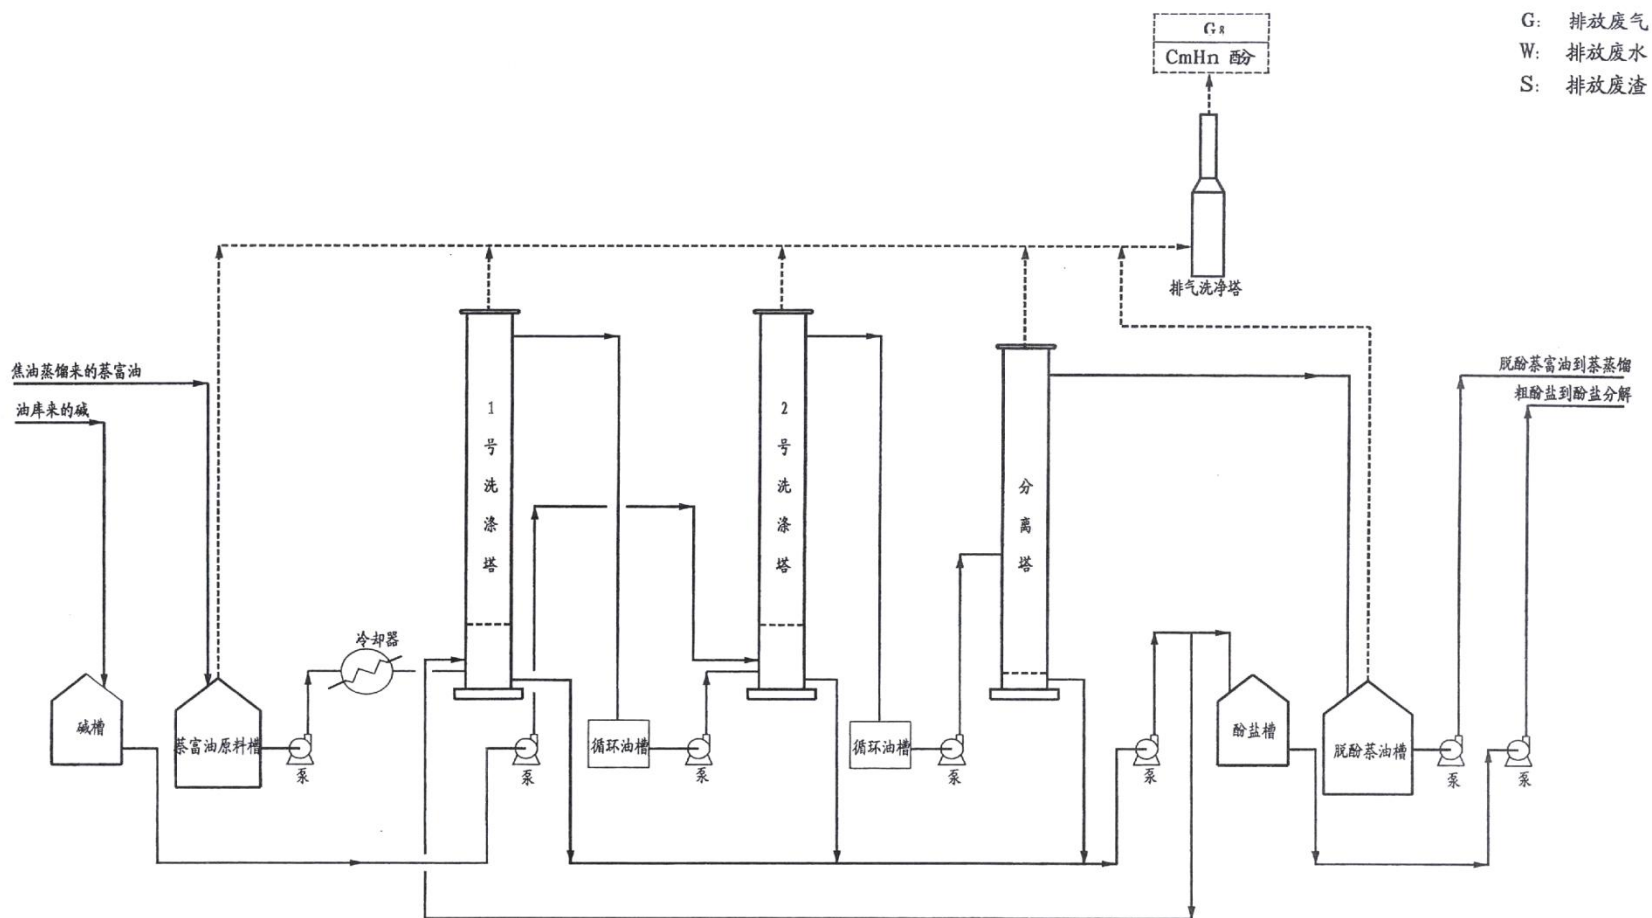 G8
CmHn 酚
G: 排放废气
W: 排放废水
S: 排放废渣
排气洗净塔
焦油蒸馏来的萘富油
油库来的碱
脱酚萘富油到萘蒸馏
粗酚盐到酚盐分解
1号洗涤塔
2号洗涤塔
分离塔
冷却器
碱槽
萘富油原料槽
泵
泵
循环油槽
泵
循环油槽
泵
泵
酚盐槽
脱酚萘油槽
泵
泵